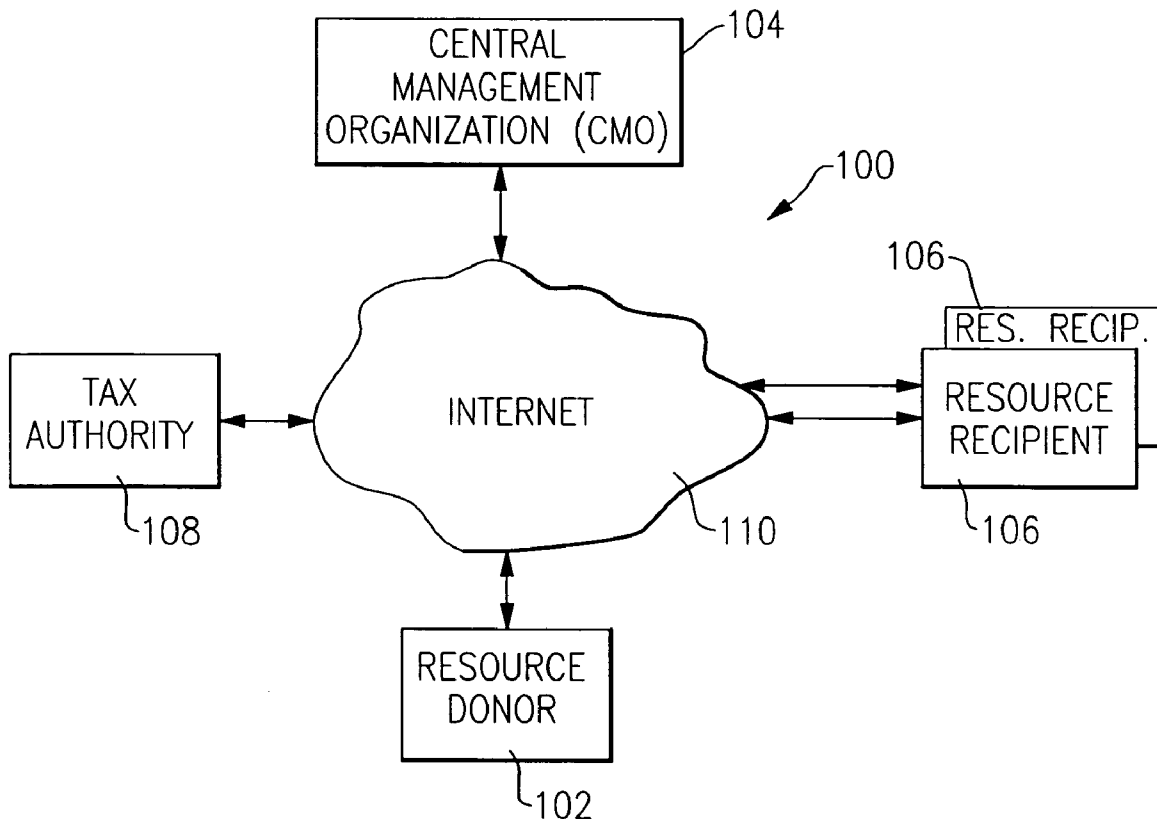 104
CENTRAL
MANAGEMENT
ORGANIZATION (CMO)
100
106
RES. RECIP.
TAX
AUTHORITY
INTERNET
RESOURCE
RECIPIENT
108
110
106
RESOURCE
DONOR
102